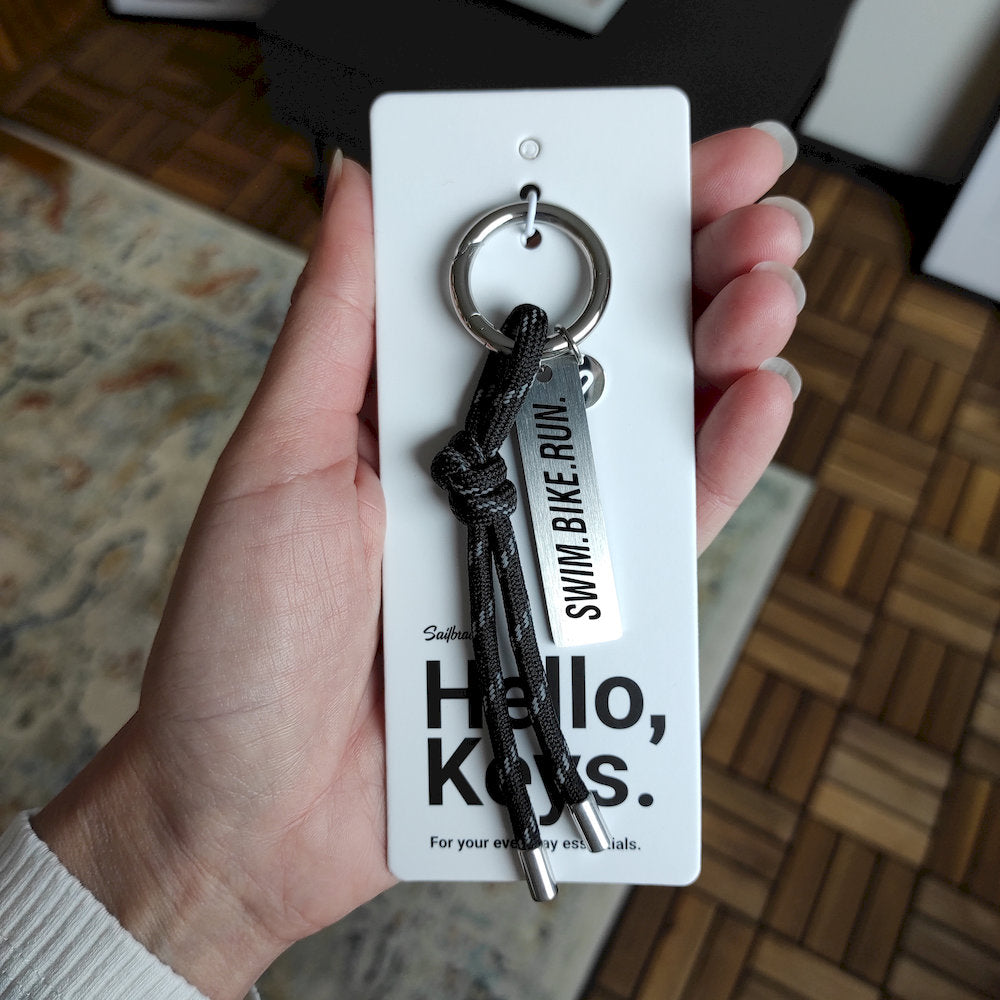 SWIM.BIKE.RUN.
Hello,
Keys.
For your everyday essentials.